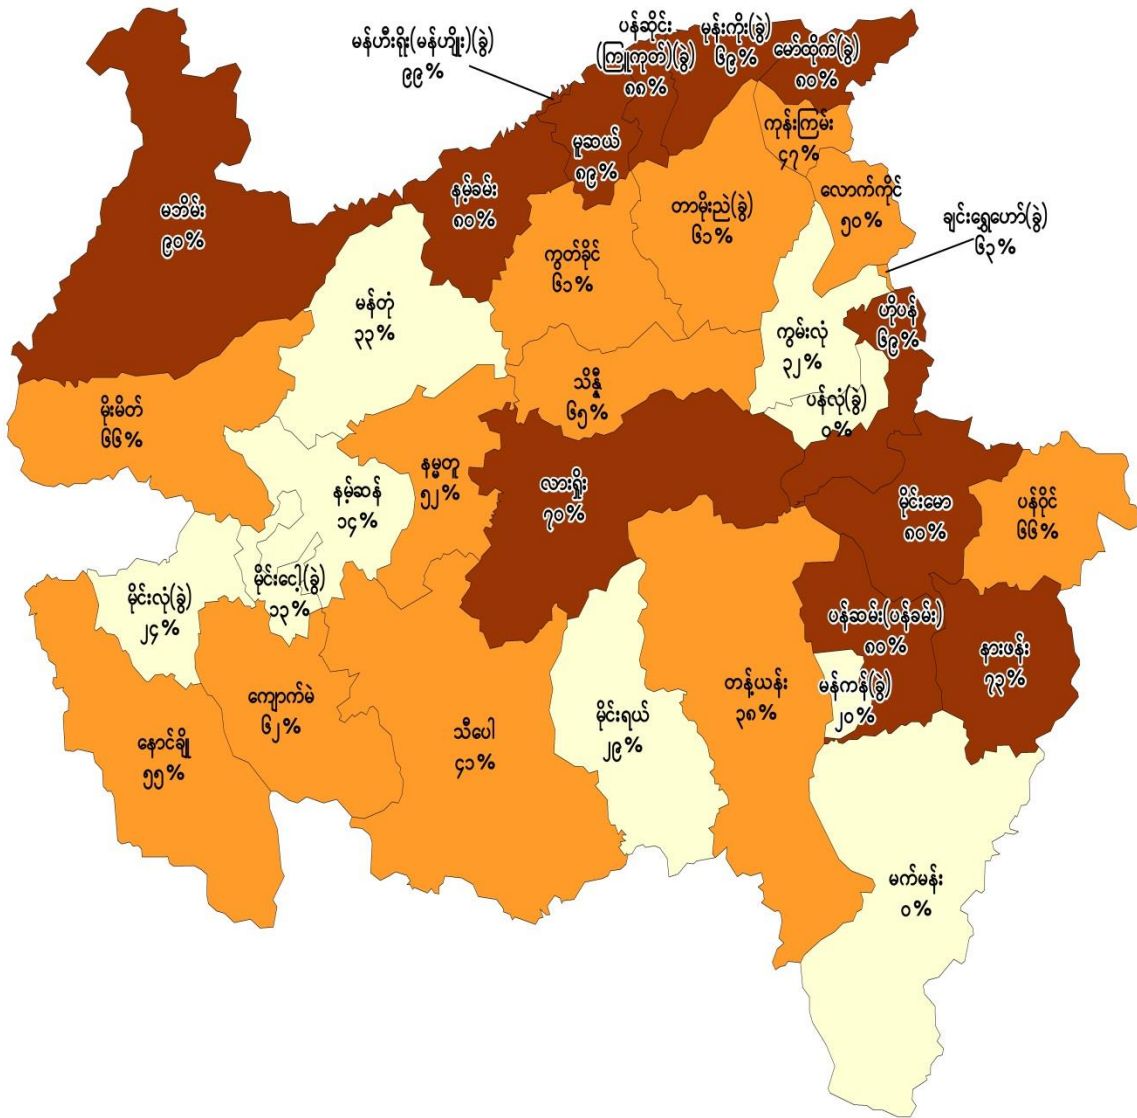 မန်ဟီးရိုး(မန်ဟျိုး)(ခွဲ)
၉၉%
ပန်ဆိုင်း
(ကြူကုတ်)(ခွဲ)
၈၈%
မုန်းကိုး(ခွဲ)
၆၉%
မော်ထိုက်(ခွဲ)
၈၀%
ကုန်းကြမ်း
၄၇%
မူဆယ်
၈၉%
နမ့်ခမ်း
၈၀%
မဘိမ်း
၉၀%
တာမိုးညဲ(ခွဲ)
၆၁%
လောက်ကိုင်
၅၀%
ချင်းရွှေဟော်(ခွဲ)
၆၃%
ကွတ်ခိုင်
၆၁%
မန်တုံ
၃၃%
ဟိုပန်
၆၉%
ကွမ်းလုံ
၃၂%
ပန်လုံ(ခွဲ)
၀%
သိန္နီ
၆၅%
မိုးမိတ်
၆၆%
နမ္မတူ
၅၂%
နမ့်ဆန်
၁၄%
လားရှိုး
၇၀%
မိုင်းမော
၈၀%
ပန်ဝိုင်
၆၆%
မိုင်းငေါ့(ခွဲ)
၁၃%
မိုင်းလုံ(ခွဲ)
၂၄%
ပန်ဆမ်း(ပန်ခမ်း)
၈၀%
နားဖန်း
၇၃%
မန်ကန်(ခွဲ)
၂၀%
တန့်ယန်း
၃၈%
ကျောက်မဲ
၆၂%
သီပေါ
၄၁%
မိုင်းရယ်
၂၉%
နောင်ချို
၅၅%
မက်မန်း
၀%